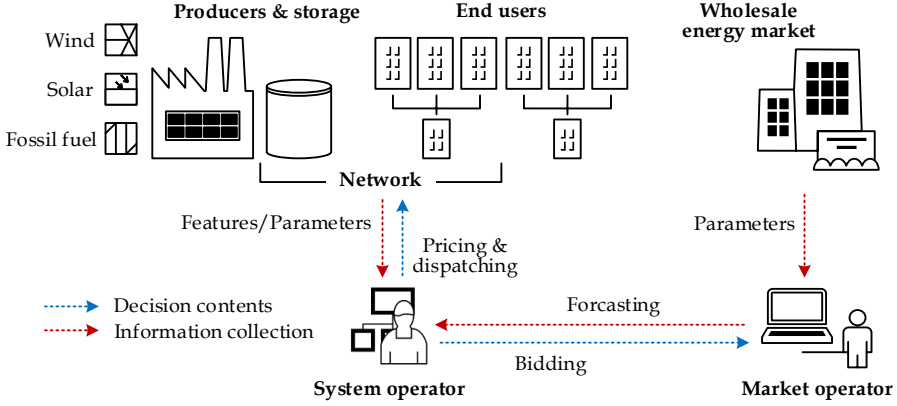 Producers & storage
End users
Wholesale
energy market
Wind
Solar
Fossil fuel
Network
Features/Parameters
Pricing &
dispatching
Parameters
Decision contents
Information collection
Forcasting
Bidding
System operator
Market operator